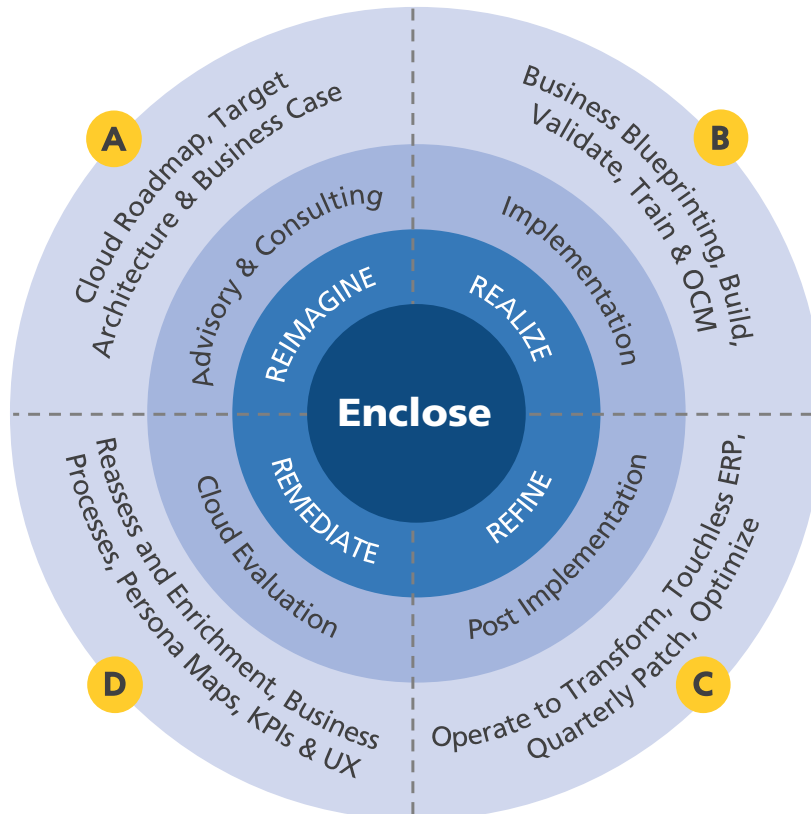 A
Cloud Roadmap, Target
Architecture & Business Case
Advisory & Consulting
REIMAGINE
B
Business Blueprinting, Build,
Validate, Train & OCM
Implementation
REALIZE
Enclose
C
Operate to Transform, Touchless ERP,
Quarterly Patch, Optimize
Post Implementation
REFINE
D
Reassess and Enrichment, Business
Processes, Persona Maps, KPIs & UX
Cloud Evaluation
REMEDIATE